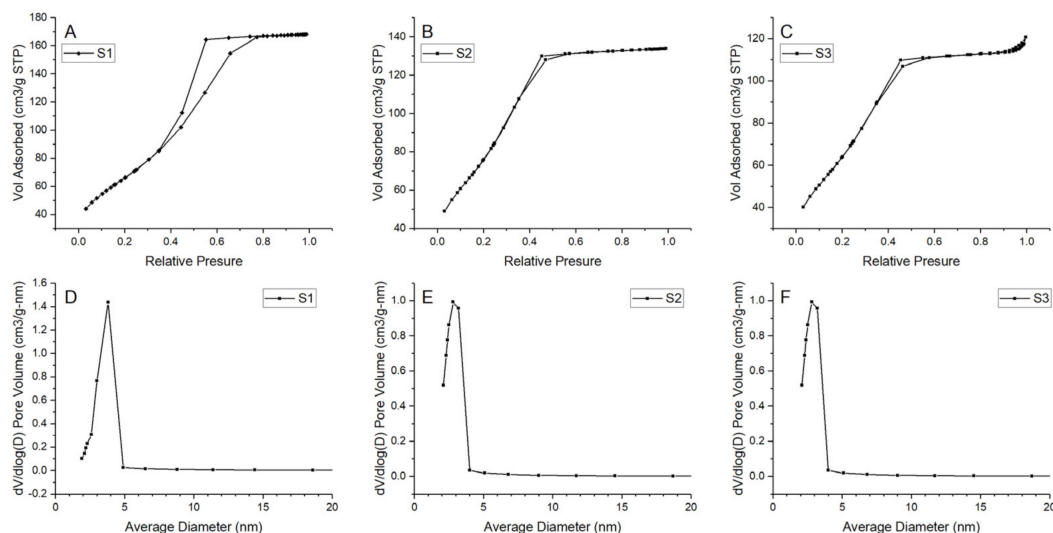 A
S1
Vol Adsorbed (cm3/g STP)
180
160
140
120
100
80
60
40
0.0 0.2 0.4 0.6 0.8 1.0
Relative Presure
B
S2
Vol Adsorbed (cm3/g STP)
160
140
120
100
80
60
40
0.0 0.2 0.4 0.6 0.8 1.0
Relative Presure
C
S3
Vol Adsorbed (cm3/g STP)
120
100
80
60
40
20
0.0 0.2 0.4 0.6 0.8 1.0
Relative Presure
D
S1
dV/dlog(D) Pore Volume (cm3/g-nm)
1.6
1.4
1.2
1.0
0.8
0.6
0.4
0.2
0.0
-0.2
0 5 10 15 20
Average Diameter (nm)
E
S2
dV/dlog(D) Pore Volume (cm3/g-nm)
1.0
0.8
0.6
0.4
0.2
0.0
0 5 10 15 20
Average Diameter (nm)
F
S3
dV/dlog(D) Pore Volume (cm3/g-nm)
1.0
0.8
0.6
0.4
0.2
0.0
0 5 10 15 20
Average Diameter (nm)